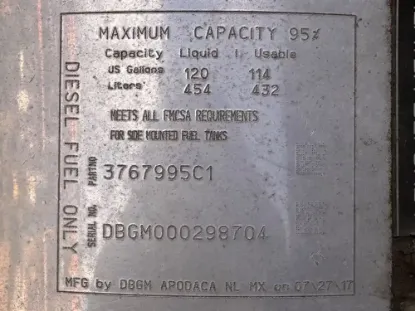 MAXIMUM CAPACITY 95%
Capacity Liquid | Usable
US Gallons 120 114
Liters 454 432
MEETS ALL FMCSA REQUIREMENTS
FOR SIDE MOUNTED FUEL TANKS
PART NO 3767995C1
SERIAL NO. DBGM000298704
MFG by DBGM APODACA NL MX on 07\27\17
DIESEL FUEL ONLY